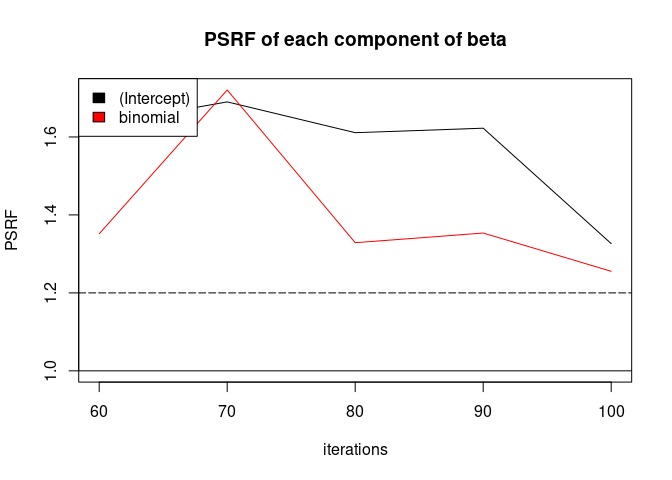 PSRF of each component of beta
(Intercept)
binomial
PSRF
1.6
1.4
1.2
1.0
60 70 80 90 100
iterations